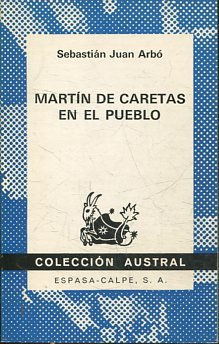 Sebastián Juan Arbó
MARTÍN DE CARETAS
EN EL PUEBLO
COLECCIÓN AUSTRAL
ESPASA-CALPE, S. A.